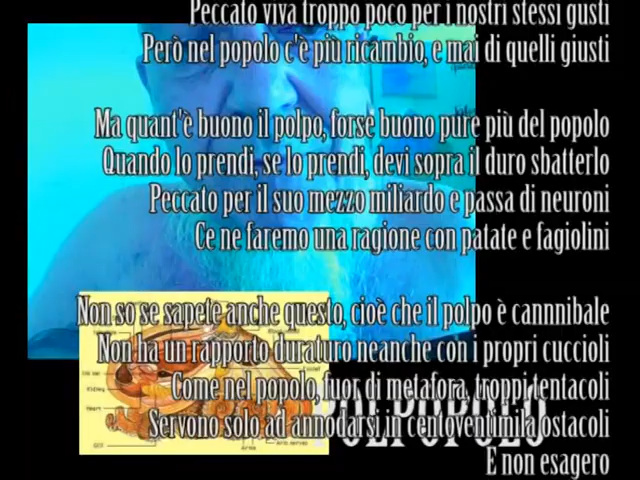 Peccato viva troppo poco per i nostri stessi gusti
Però nel popolo c'è più ricambio, e mai di quelli giusti
Ma quant'è buono il polpo, forse buono pure più del popolo
Quando lo prendi, se lo prendi, devi sopra il duro sbatterlo
Peccato per il suo mezzo miliardo e passa di neuroni
Ce ne faremo una ragione con patate e fagiolini
Non so se sapete anche questo, cioè che il polpo è cannnibale
Non ha un rapporto duraturo neanche con i propri cuccioli
Come nel popolo, fuor di metafora, troppi tentacoli
Servono solo ad annodarsi in centoventimila ostacoli
E non esagero
POLPOPOLO
Kidney
Heart